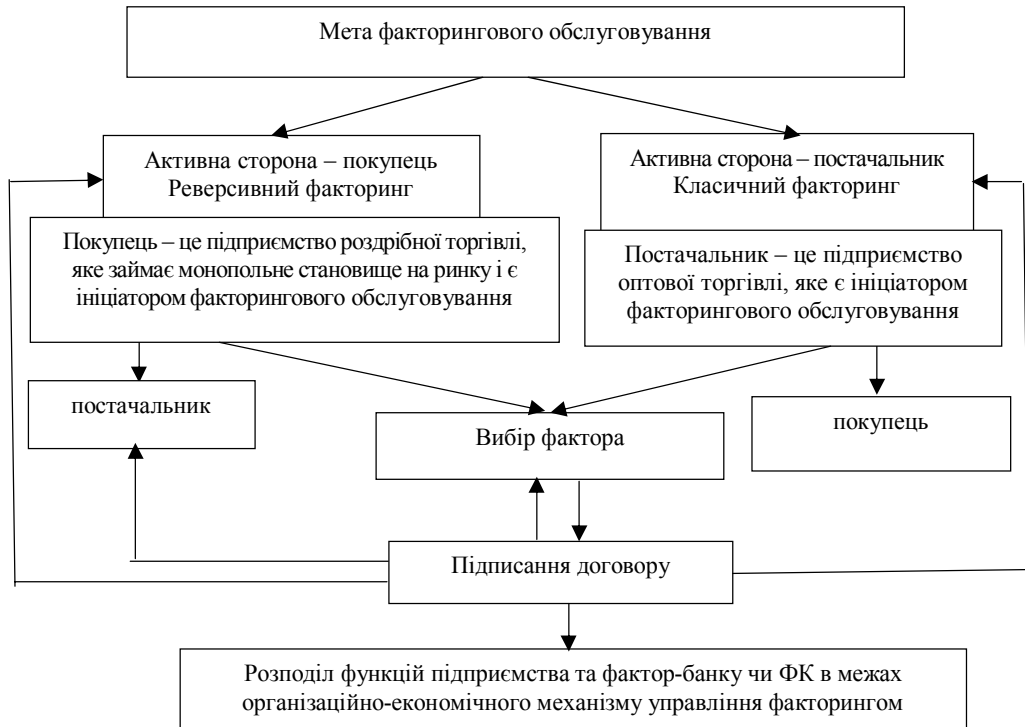 Мета факторингового обслуговування
Активна сторона – покупець
Реверсивний факторинг
Покупець – це підприємство роздрібної торгівлі,
яке займає монопольне становище на ринку і є
ініціатором факторингового обслуговування
Активна сторона – постачальник
Класичний факторинг
Постачальник – це підприємство
оптової торгівлі, яке є ініціатором
факторингового обслуговування
постачальник
Вибір фактора
покупець
Підписання договору
Розподіл функцій підприємства та фактор-банку чи ФК в межах
організаційно-економічного механізму управління факторингом